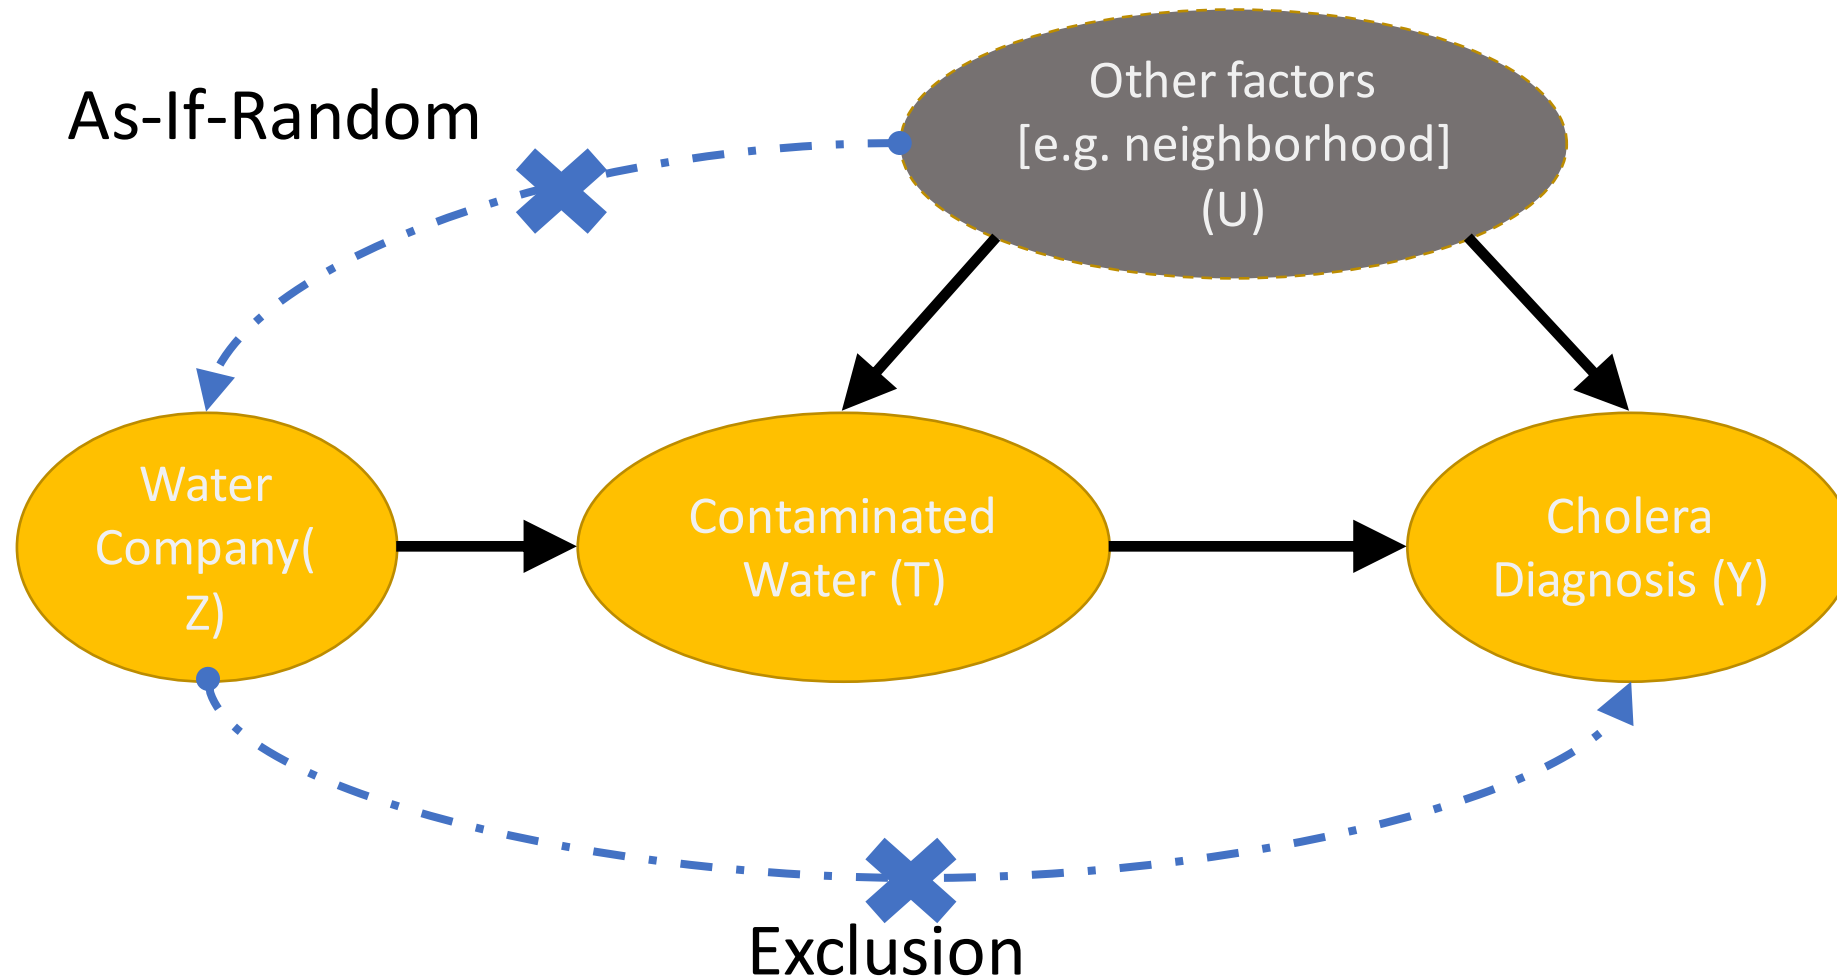 As-If-Random
Other factors
[e.g. neighborhood]
(U)
Water
Company(
Z)
Contaminated
Water (T)
Cholera
Diagnosis (Y)
Exclusion